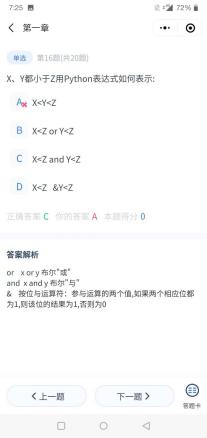 7:25
72%
第一章
单选 第16题(共20题)
X、Y都小于Z用Python表达式如何表示:
A X<Y<Z
B X<Z or Y<Z
C X<Z and Y<Z
D X<Z &Y<Z
正确答案 C 你的答案 A 本题得分 0
答案解析
or x or y 布尔"或"
and x and y 布尔"与"
& 按位与运算符：参与运算的两个值,如果两个相应位都
为1,则该位的结果为1,否则为0
上一题 下一题
答题卡